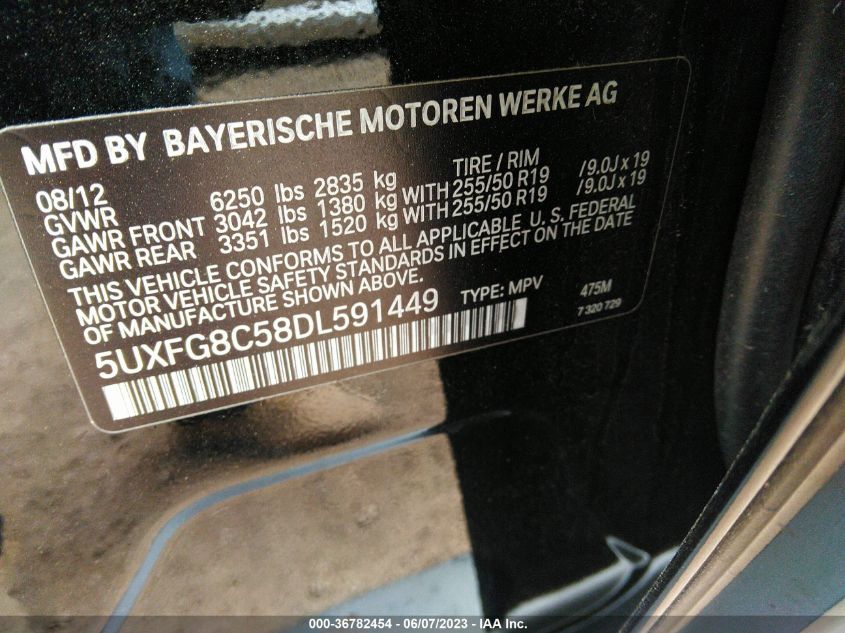 MFD BY BAYERISCHE MOTOREN WERKE AG
08/12 TIRE / RIM
GVWR 6250 lbs 2835 kg
GAWR FRONT 3042 lbs 1380 kg WITH 255/50 R19 /9.0J x 19
GAWR REAR 3351 lbs 1520 kg WITH 255/50 R19 /9.0J x 19
THIS VEHICLE CONFORMS TO ALL APPLICABLE U. S. FEDERAL
MOTOR VEHICLE SAFETY STANDARDS IN EFFECT ON THE DATE
OF MANUFACTURE SHOWN ABOVE.
5UXFG8C58DL591449 TYPE: MPV 475M
7 320 729
000-36782454 - 06/07/2023 - IAA Inc.